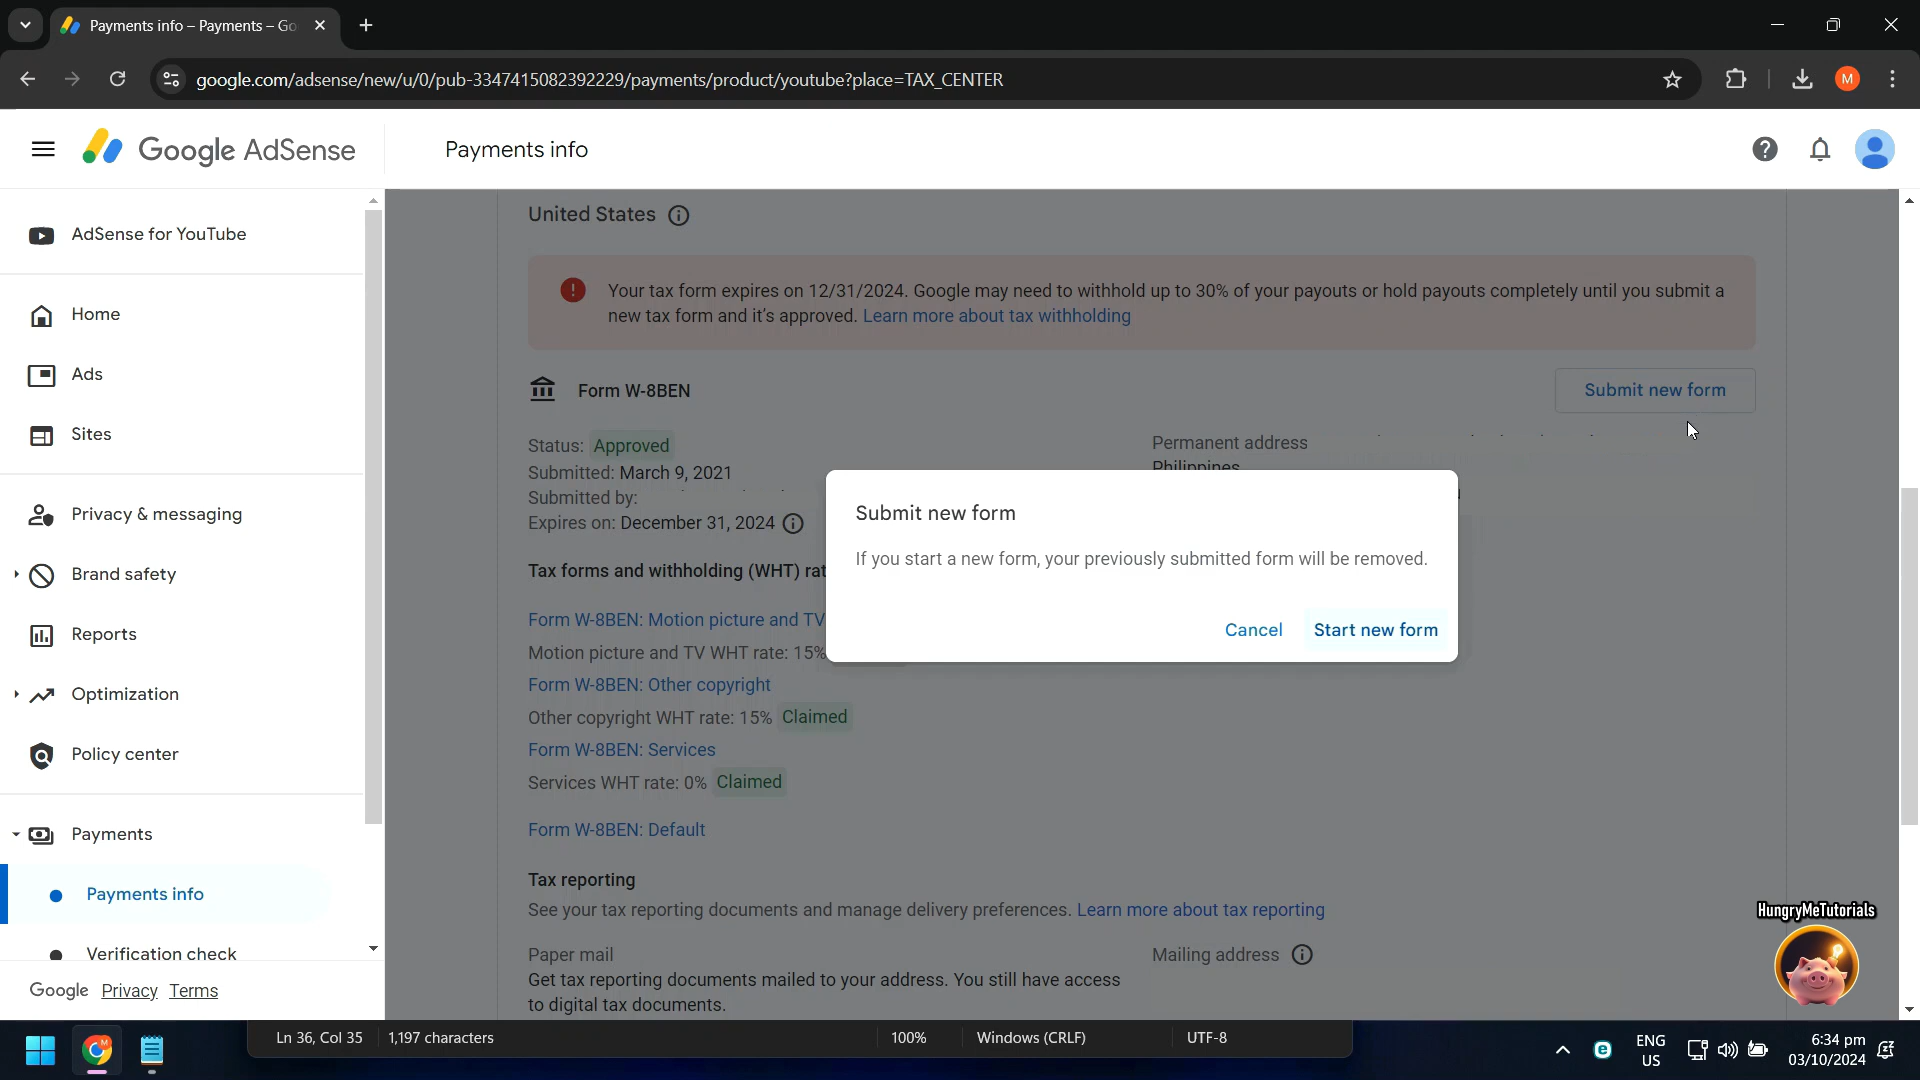 Payments info – Payments – Go
google.com/adsense/new/u/0/pub-3347415082392229/payments/product/youtube?place=TAX_CENTER
M
Google AdSense
Payments info
AdSense for YouTube
Home
Ads
Sites
Privacy & messaging
Brand safety
Reports
Optimization
Policy center
Payments
Payments info
Verification check
Google Privacy Terms
United States
Your tax form expires on 12/31/2024. Google may need to withhold up to 30% of your payouts or hold payouts completely until you submit a
new tax form and it's approved. Learn more about tax withholding
Form W-8BEN
Submit new form
Status: Approved
Submitted: March 9, 2021
Submitted by:
Expires on: December 31, 2024
Permanent address
Philippines
Tax forms and withholding (WHT) rat
Form W-8BEN: Motion picture and TV
Motion picture and TV WHT rate: 15%
Form W-8BEN: Other copyright
Other copyright WHT rate: 15% Claimed
Form W-8BEN: Services
Services WHT rate: 0% Claimed
Form W-8BEN: Default
Submit new form
If you start a new form, your previously submitted form will be removed.
Cancel Start new form
Tax reporting
See your tax reporting documents and manage delivery preferences. Learn more about tax reporting
Paper mail
Get tax reporting documents mailed to your address. You still have access
to digital tax documents.
Mailing address
HungryMeTutorials
Ln 36, Col 35 1,197 characters 100% Windows (CRLF) UTF-8
ENG
US
6:34 pm
03/10/2024